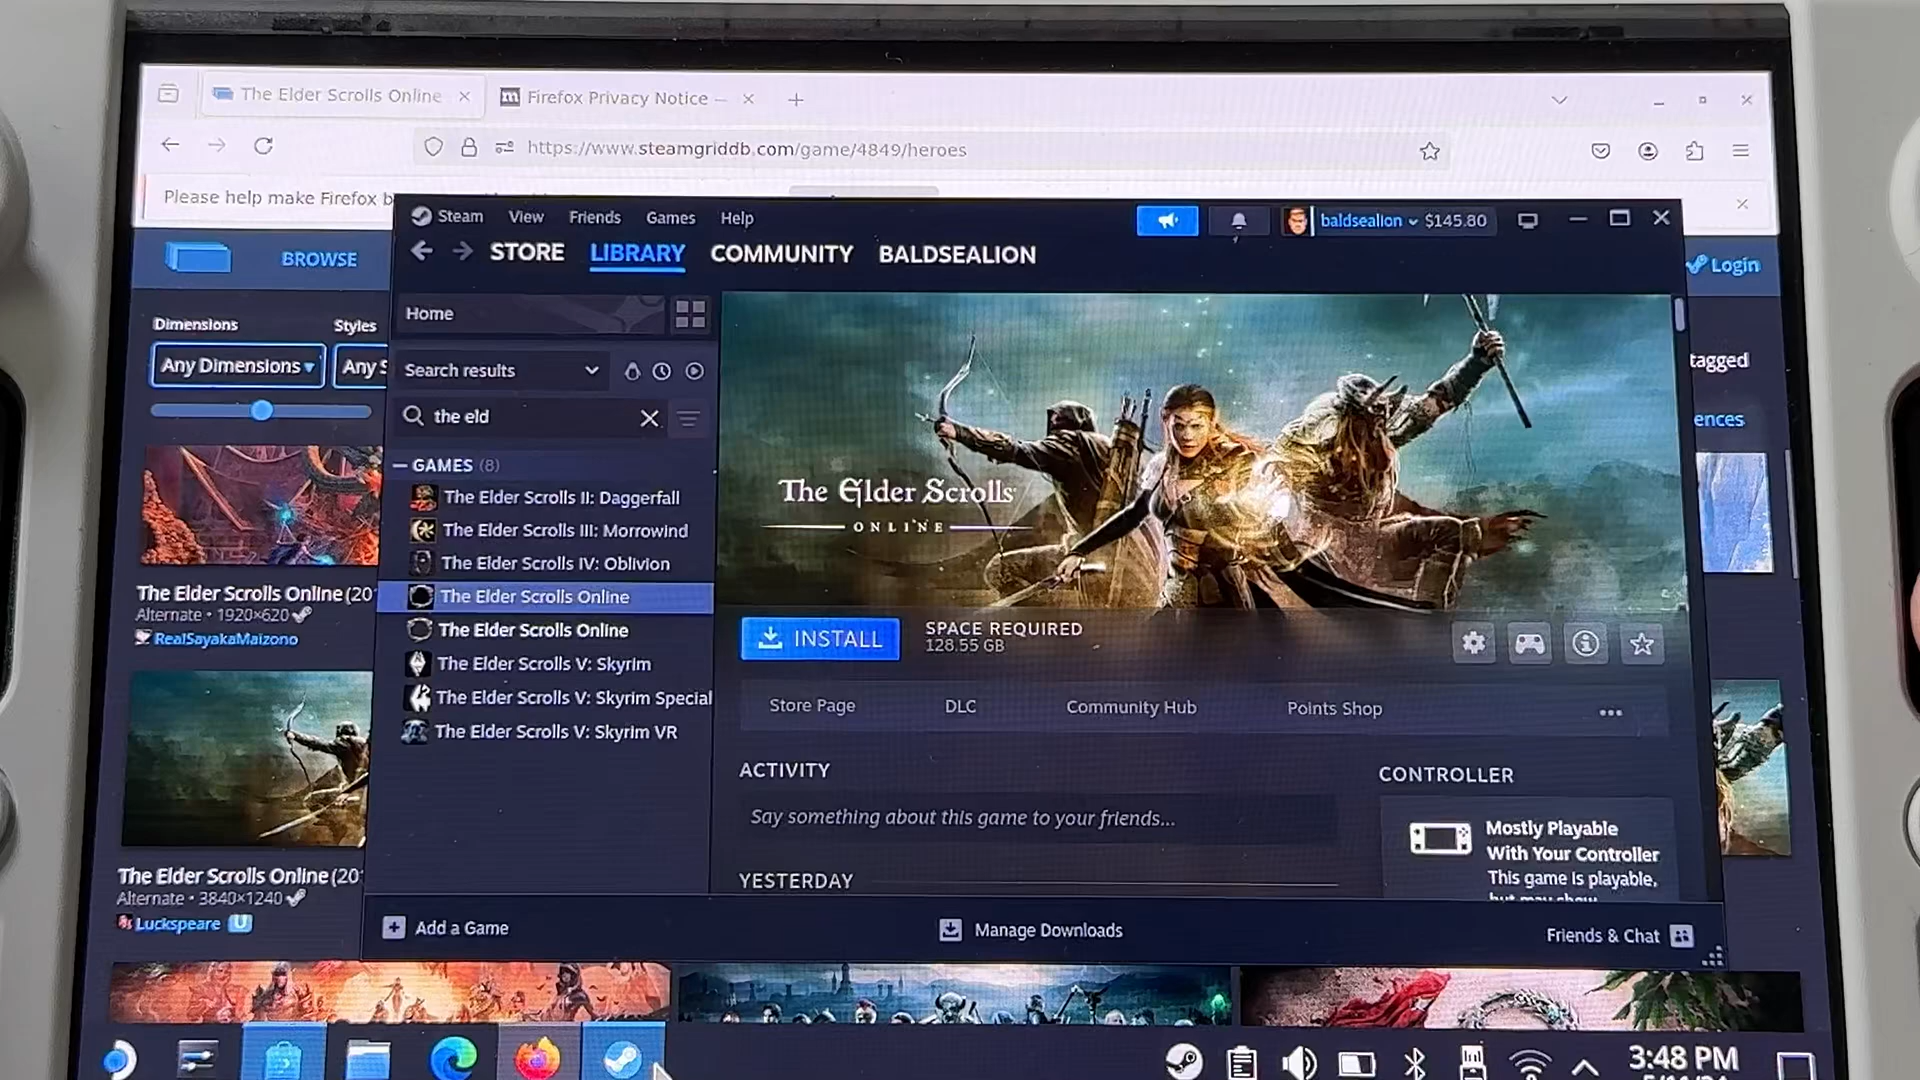 The Elder Scrolls Online
Firefox Privacy Notice —
https://www.steamgriddb.com/game/4849/heroes
Please help make Firefox b
Steam View Friends Games Help
baldsealion $145.80
STORE LIBRARY COMMUNITY BALDSEALION
BROWSE
Login
Dimensions Styles
Any Dimensions Any S
tagged
ences
Home
Search results
the eld
GAMES (8)
The Elder Scrolls II: Daggerfall
The Elder Scrolls III: Morrowind
The Elder Scrolls IV: Oblivion
The Elder Scrolls Online
The Elder Scrolls Online
The Elder Scrolls V: Skyrim
The Elder Scrolls V: Skyrim Special
The Elder Scrolls V: Skyrim VR
The Elder Scrolls
ONLINE
INSTALL
SPACE REQUIRED
128.55 GB
Store Page DLC Community Hub Points Shop
ACTIVITY
Say something about this game to your friends...
YESTERDAY
CONTROLLER
Mostly Playable
With Your Controller
This game is playable,
but may show
The Elder Scrolls Online (20
Alternate • 1920×620
RealSayakaMaizono
The Elder Scrolls Online (20
Alternate • 3840×1240
Luckspeare U
Add a Game
Manage Downloads
Friends & Chat
3:48 PM